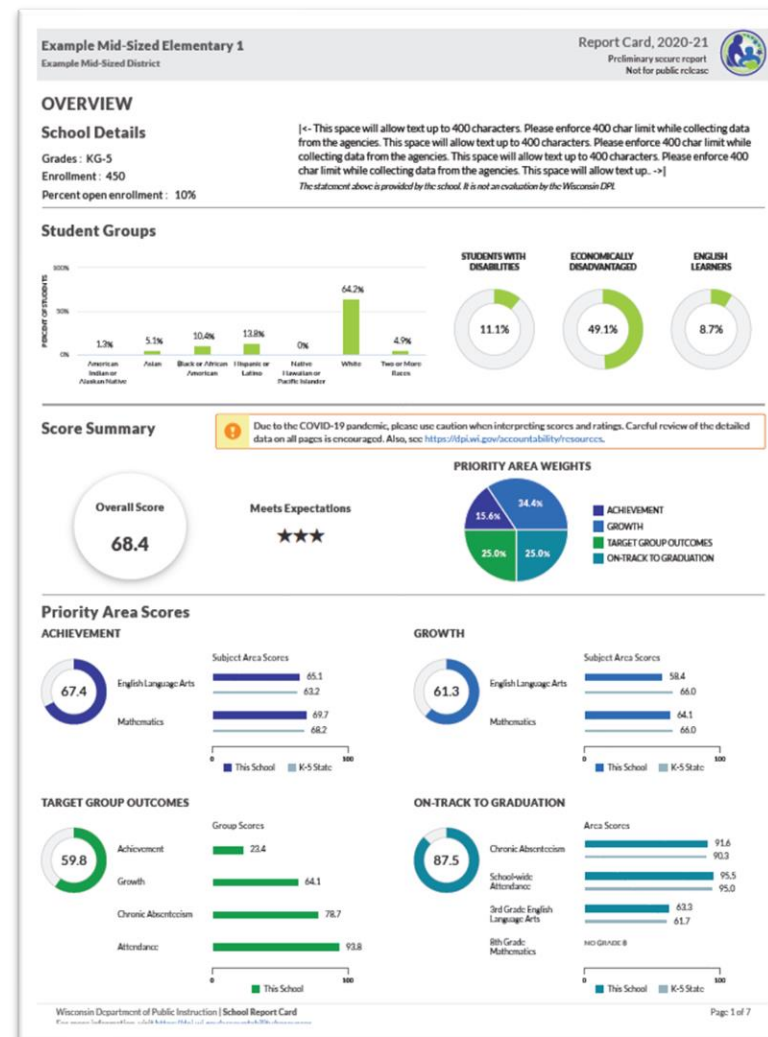 Example Mid-Sized Elementary 1
Example Mid-Sized District
Report Card, 2020-21
Preliminary secure report
Not for public release
OVERVIEW
School Details
Grades : KG-5
Enrollment : 450
Percent open enrollment : 10%
|<- This space will allow text up to 400 characters. Please enforce 400 char limit while collecting data
from the agencies. This space will allow text up to 400 characters. Please enforce 400 char limit while
collecting data from the agencies. This space will allow text up to 400 characters. Please enforce 400
char limit while collecting data from the agencies. This space will allow text up.. ->|
The statement above is provided by the school. It is not an evaluation by the Wisconsin DPI.
Student Groups
PERCENT OF STUDENTS
100%
50%
0%
1.3%
5.1%
10.4%
13.8%
0%
64.2%
4.9%
American
Indian or
Alaskan Native
Asian
Black or African
American
Hispanic or
Latino
Native
Hawaiian or
Pacific Islander
White
Two or More
Races
STUDENTS WITH
DISABILITIES
11.1%
ECONOMICALLY
DISADVANTAGED
49.1%
ENGLISH
LEARNERS
8.7%
Score Summary
Due to the COVID-19 pandemic, please use caution when interpreting scores and ratings. Careful review of the detailed
data on all pages is encouraged. Also, see https://dpi.wi.gov/accountability/resources.
Overall Score
68.4
Meets Expectations
★★★
PRIORITY AREA WEIGHTS
15.6%
34.4%
25.0%
25.0%
ACHIEVEMENT
GROWTH
TARGET GROUP OUTCOMES
ON-TRACK TO GRADUATION
Priority Area Scores
ACHIEVEMENT
67.4
Subject Area Scores
English Language Arts
65.1
63.2
Mathematics
69.7
68.2
0
100
This School
K-5 State
GROWTH
61.3
Subject Area Scores
English Language Arts
58.4
66.0
Mathematics
64.1
66.0
0
100
This School
K-5 State
TARGET GROUP OUTCOMES
59.8
Group Scores
Achievement
23.4
Growth
64.1
Chronic Absenteeism
78.7
Attendance
93.8
0
100
This School
ON-TRACK TO GRADUATION
87.5
Area Scores
Chronic Absenteeism
91.6
90.3
School-wide
Attendance
95.5
95.0
3rd Grade English
Language Arts
63.3
61.7
8th Grade
Mathematics
NO GRADE 8
0
100
This School
K-5 State
Wisconsin Department of Public Instruction | School Report Card
Page 1 of 7
For more information, visit https://dpi.wi.gov/accountability/resources